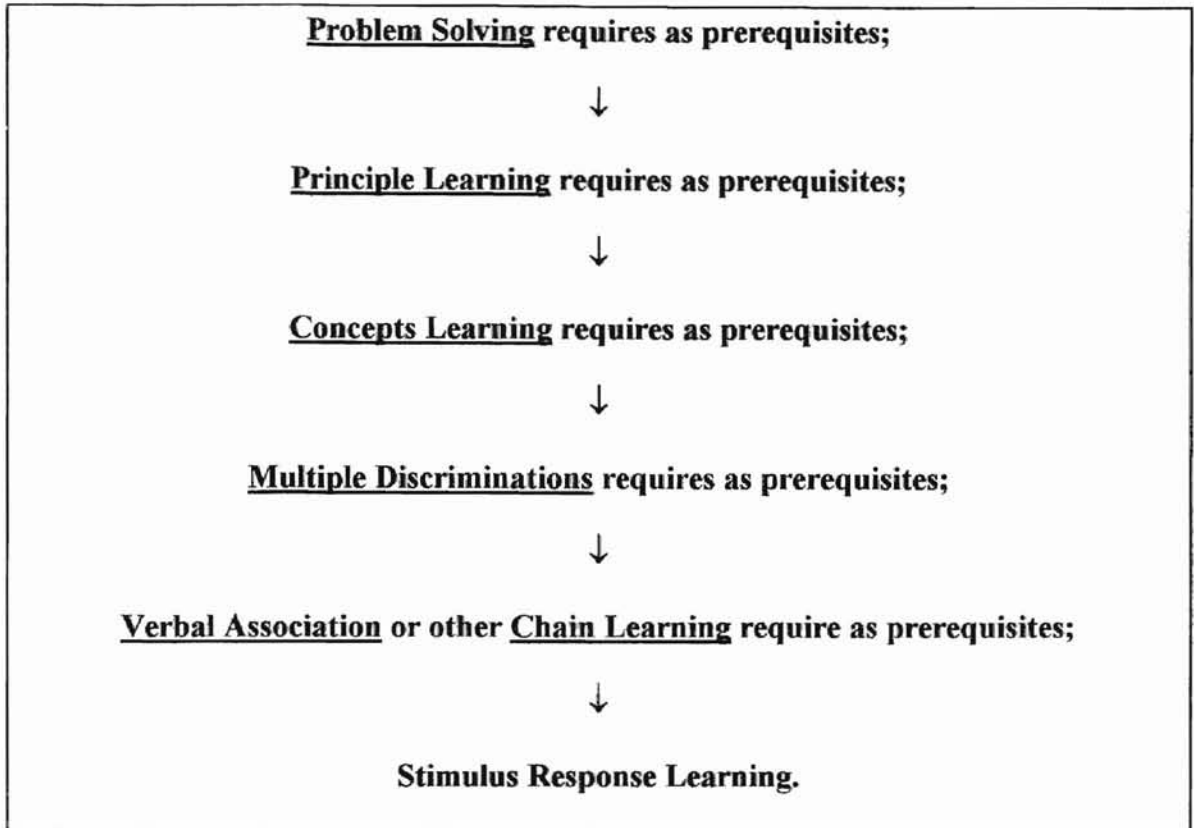 Problem Solving requires as prerequisites;
↓
Principle Learning requires as prerequisites;
↓
Concepts Learning requires as prerequisites;
↓
Multiple Discriminations requires as prerequisites;
↓
Verbal Association or other Chain Learning require as prerequisites;
↓
Stimulus Response Learning.